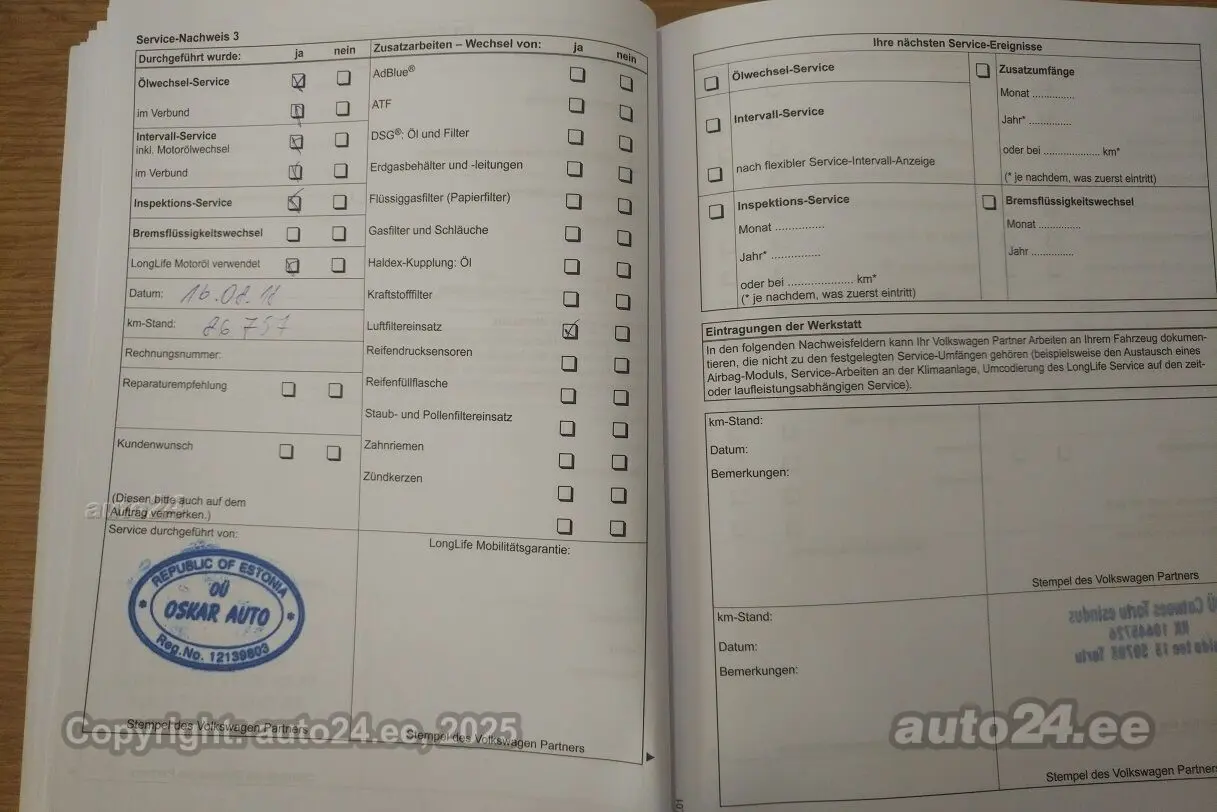 Service-Nachweis 3
Durchgeführt wurde: ja nein
Ölwechsel-Service
im Verbund
Intervall-Service
inkl. Motorölwechsel
im Verbund
Inspektions-Service
Bremsflüssigkeitswechsel
LongLife Motoröl verwendet
Datum: 16.08.18
km-Stand: 86 757
Rechnungsnummer:
Reparaturempfehlung
Kundenwunsch
(Diesen bitte auch auf dem
Auftrag vermerken.)
Service durchgeführt von:
REPUBLIC OF ESTONIA
OÜ
OSKAR AUTO
Reg.No. 12139803
Stempel des Volkswagen Partners
Zusatzarbeiten – Wechsel von: ja nein
AdBlue®
ATF
DSG®: Öl und Filter
Erdgasbehälter und -leitungen
Flüssiggasfilter (Papierfilter)
Gasfilter und Schläuche
Haldex-Kupplung: Öl
Kraftstofffilter
Luftfiltereinsatz
Reifendrucksensoren
Reifenfüllflasche
Staub- und Pollenfiltereinsatz
Zahnriemen
Zündkerzen
LongLife Mobilitätsgarantie:
Stempel des Volkswagen Partners
Ihre nächsten Service-Ereignisse
Ölwechsel-Service
Intervall-Service
nach flexibler Service-Intervall-Anzeige
Inspektions-Service
Monat ...............
Jahr* ...............
oder bei .................... km*
(* je nachdem, was zuerst eintritt)
Zusatzumfänge
Monat .............
Jahr* .............
oder bei .................... km*
(* je nachdem, was zuerst eintritt)
Bremsflüssigkeitswechsel
Monat .............
Jahr .............
Eintragungen der Werkstatt
In den folgenden Nachweisfeldern kann Ihr Volkswagen Partner Arbeiten an Ihrem Fahrzeug dokumen-
tieren, die nicht zu den festgelegten Service-Umfängen gehören (beispielsweise den Austausch eines
Airbag-Moduls, Service-Arbeiten an der Klimaanlage, Umcodierung des LongLife Service auf den zeit-
oder laufleistungsabhängigen Service).
km-Stand:
Datum:
Bemerkungen:
Stempel des Volkswagen Partners
km-Stand:
Datum:
Bemerkungen:
Stempel des Volkswagen Partners
auto24
Copyright: auto24.ee, 2025
auto24.ee